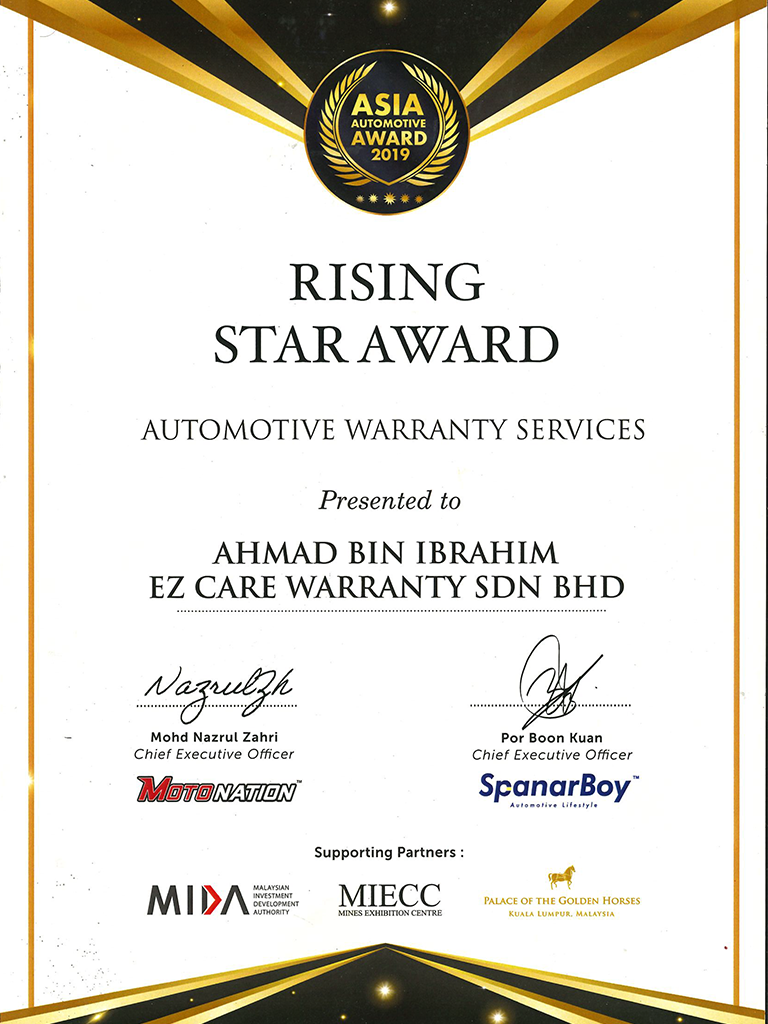 ASIA
AUTOMOTIVE
AWARD
2019
RISING
STAR AWARD
AUTOMOTIVE WARRANTY SERVICES
Presented to
AHMAD BIN IBRAHIM
EZ CARE WARRANTY SDN BHD
Nazrulzh
Mohd Nazrul Zahri
Chief Executive Officer
MOTONATION™
Por Boon Kuan
Chief Executive Officer
SpanarBoy™
Automotive Lifestyle
Supporting Partners :
MIDA
MALAYSIAN
INVESTMENT
DEVELOPMENT
AUTHORITY
MIECC
MINES EXHIBITION CENTRE
PALACE OF THE GOLDEN HORSES
KUALA LUMPUR, MALAYSIA